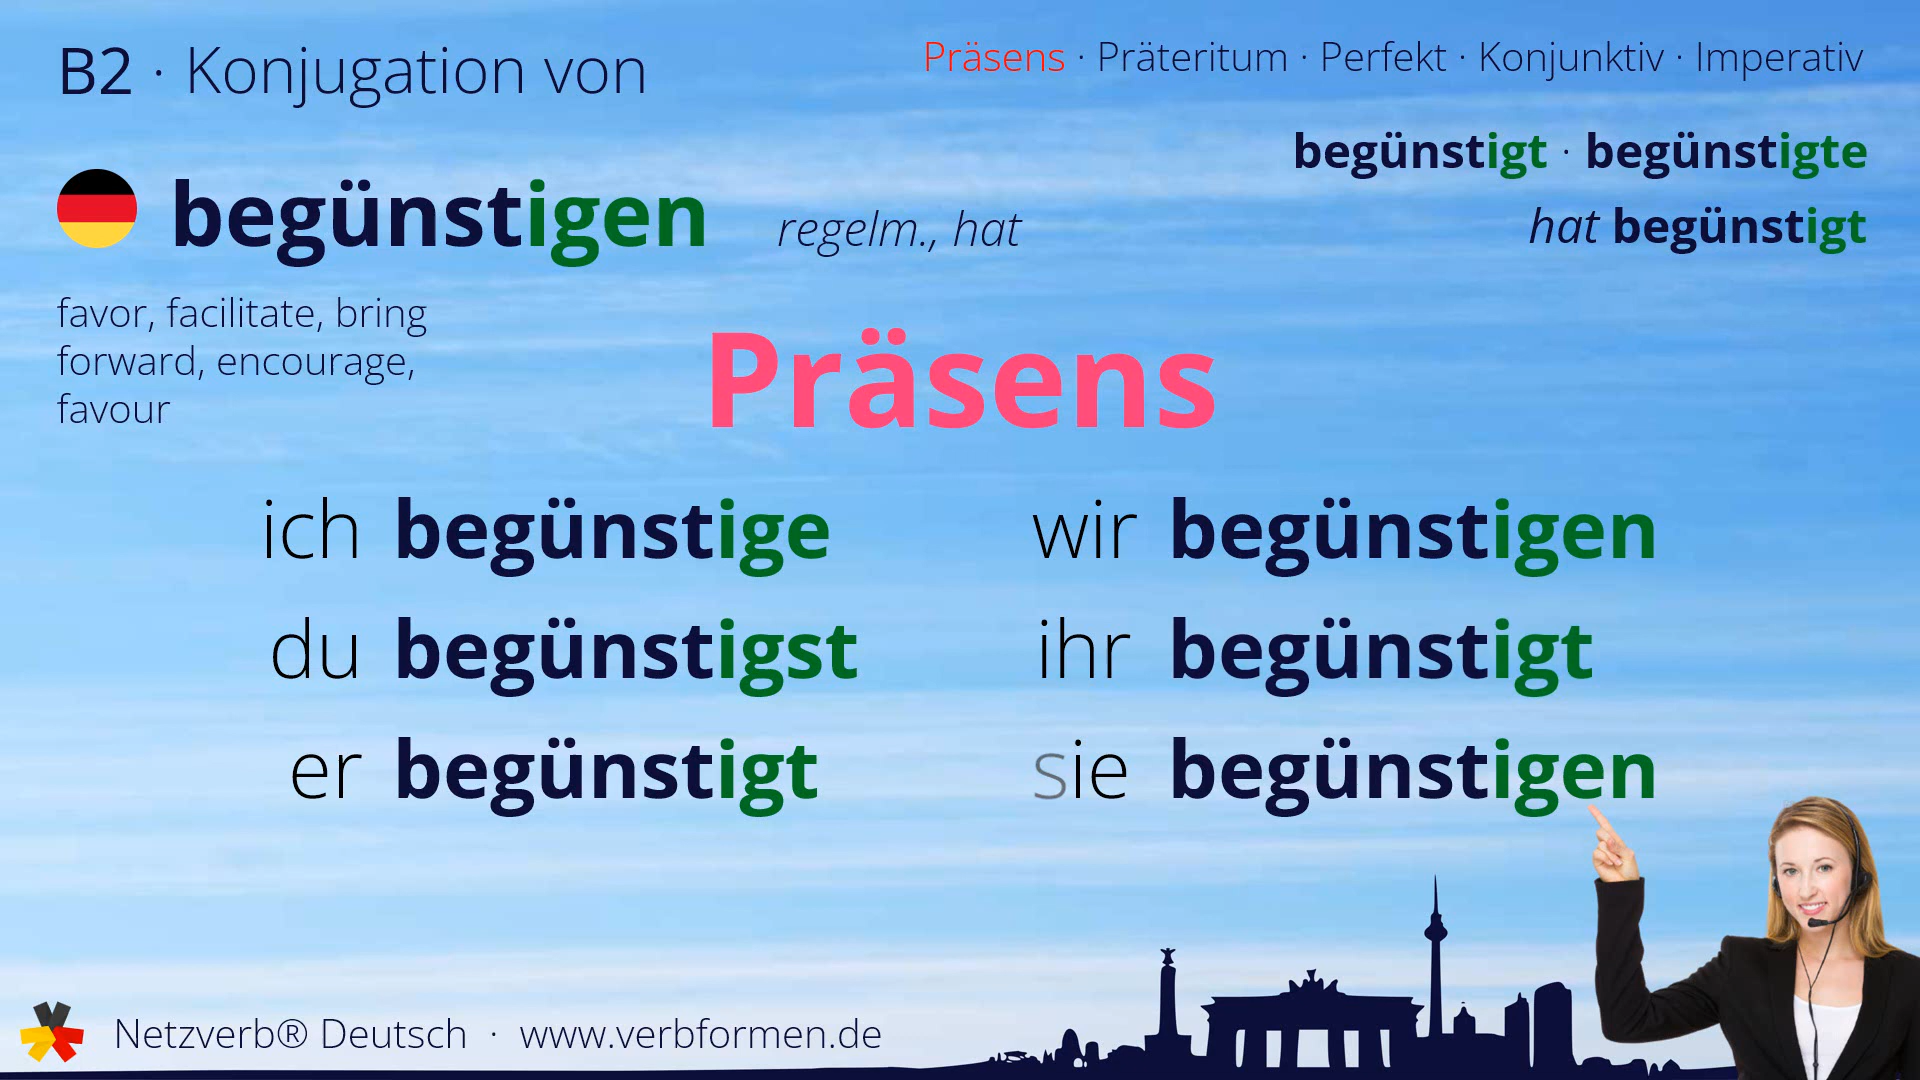 B2 · Konjugation von
Präsens · Präteritum · Perfekt · Konjunktiv · Imperativ
begünstigen regelm., hat
begünstigt · begünstigte
hat begünstigt
favor, facilitate, bring
forward, encourage,
favour
Präsens
ich begünstige
du begünstigst
er begünstigt
wir begünstigen
ihr begünstigt
sie begünstigen
Netzverb® Deutsch · www.verbformen.de